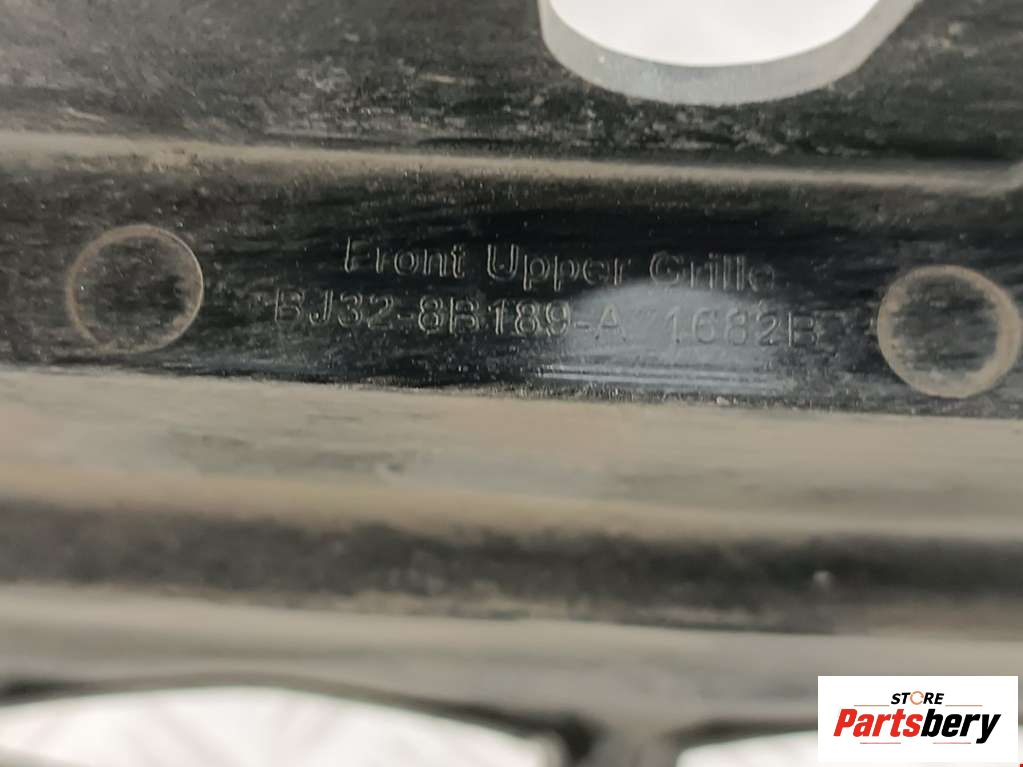 Front Upper Grille
BJ32-8B189-A 1682B
STORE
Partsbery